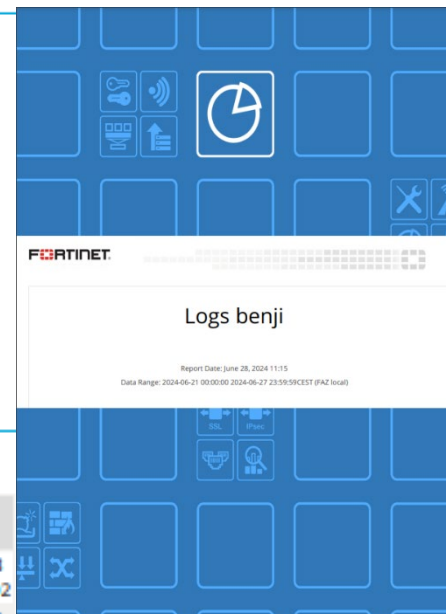 FORTINET
Logs benji
Report Date: June 28, 2024 11:15
Data Range: 2024-06-21 00:00:00 2024-06-27 23:59:59CEST (FAZ local)
SSL
IPsec